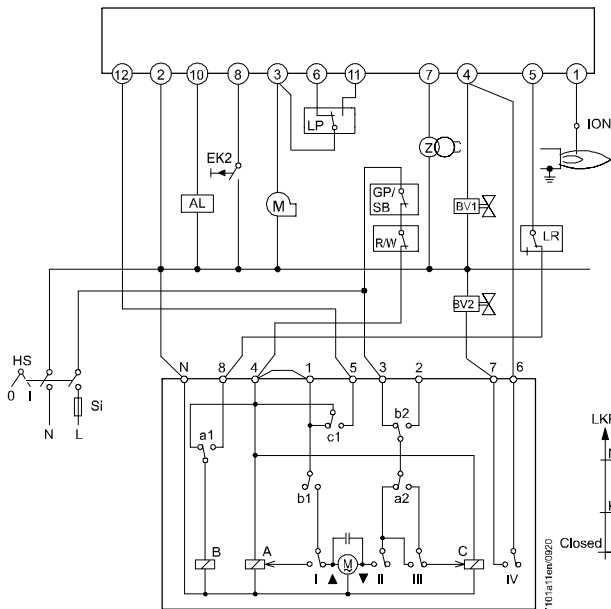 12 2 10 8 3 6 11 7 4 5 1
LP
ION
EK2
Z
GP/
SB
AL
M
BV1
R/W
LR
BV2
HS
0 I
Si
N L
N 8 4 1 5 3 2 7 6
LKP
N
a1
c1
b2
b1
a2
K
Closed
B A C
I M II III IV
7101a11en/0920